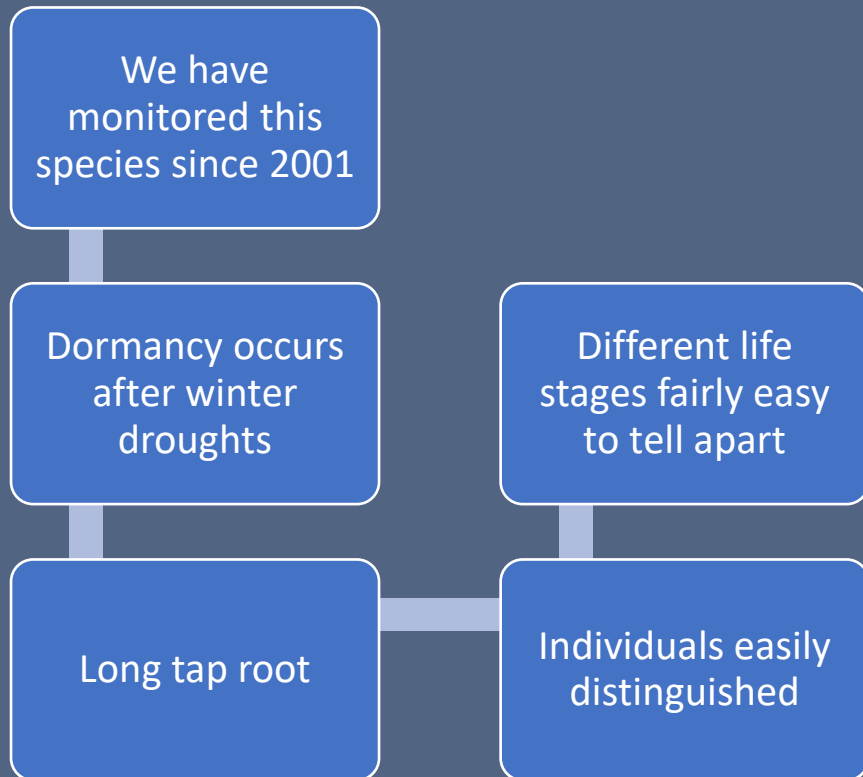 We have
monitored this
species since 2001
Dormancy occurs
after winter
droughts
Long tap root
Individuals easily
distinguished
Different life
stages fairly easy
to tell apart